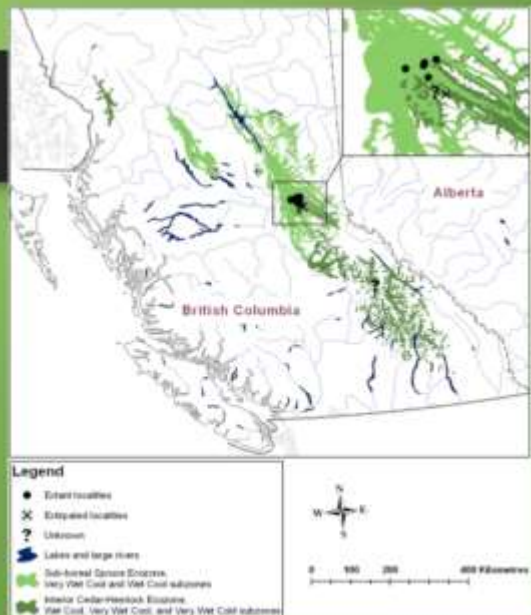 Alberta
British Columbia
?
?
Legend
Extant localities
Extirpated localities
? Unknown
Lakes and large rivers
Sub-boreal Spruce Ecozone,
Very Wet Cool and Wet Cool subzones
Interior Cedar-Hemlock Ecozone,
Wet Cool, Very Wet Cool, and Very Wet Cold subzones
N
W E
S
0 100 200 400 Kilometres